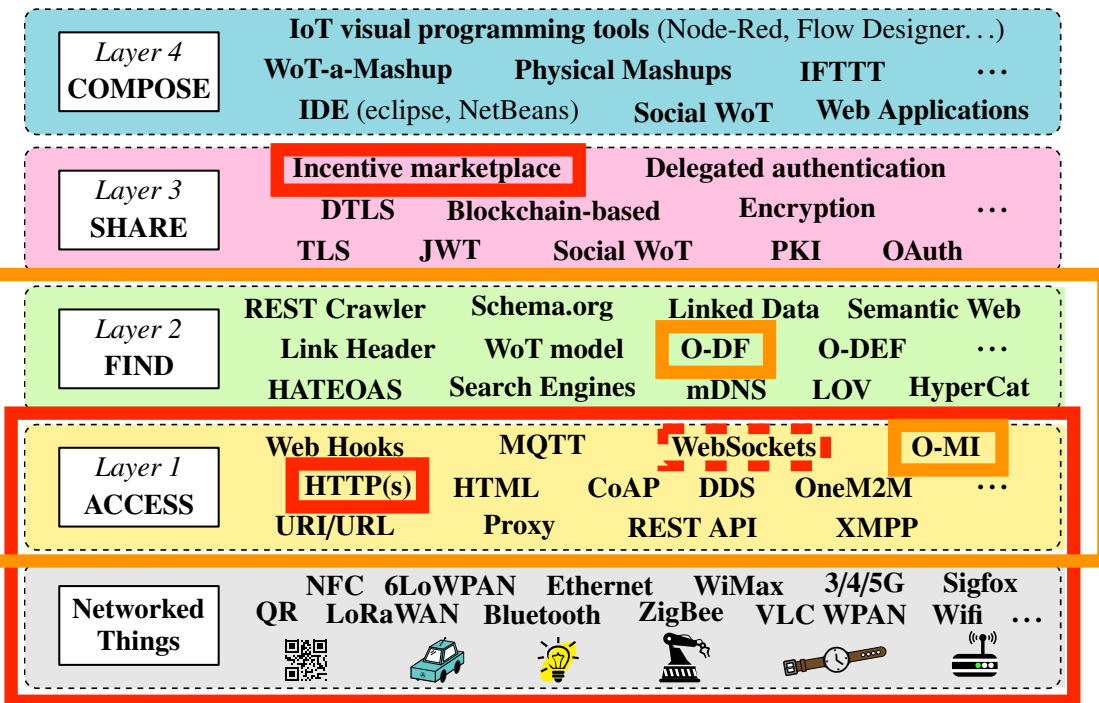 Layer 4
COMPOSE
IoT visual programming tools (Node-Red, Flow Designer. . .)
WoT-a-Mashup Physical Mashups IFTTT ...
IDE (eclipse, NetBeans) Social WoT Web Applications
Layer 3
SHARE
Incentive marketplace Delegated authentication
DTLS Blockchain-based Encryption ...
TLS JWT Social WoT PKI OAuth
Layer 2
FIND
REST Crawler Schema.org Linked Data Semantic Web
Link Header WoT model O-DF O-DEF ...
HATEOAS Search Engines mDNS LOV HyperCat
Layer 1
ACCESS
Web Hooks MQTT WebSockets O-MI
HTTP(s) HTML CoAP DDS OneM2M ...
URI/URL Proxy REST API XMPP
Networked
Things
NFC 6LoWPAN Ethernet WiMax 3/4/5G Sigfox
QR LoRaWAN Bluetooth ZigBee VLC WPAN Wifi ...